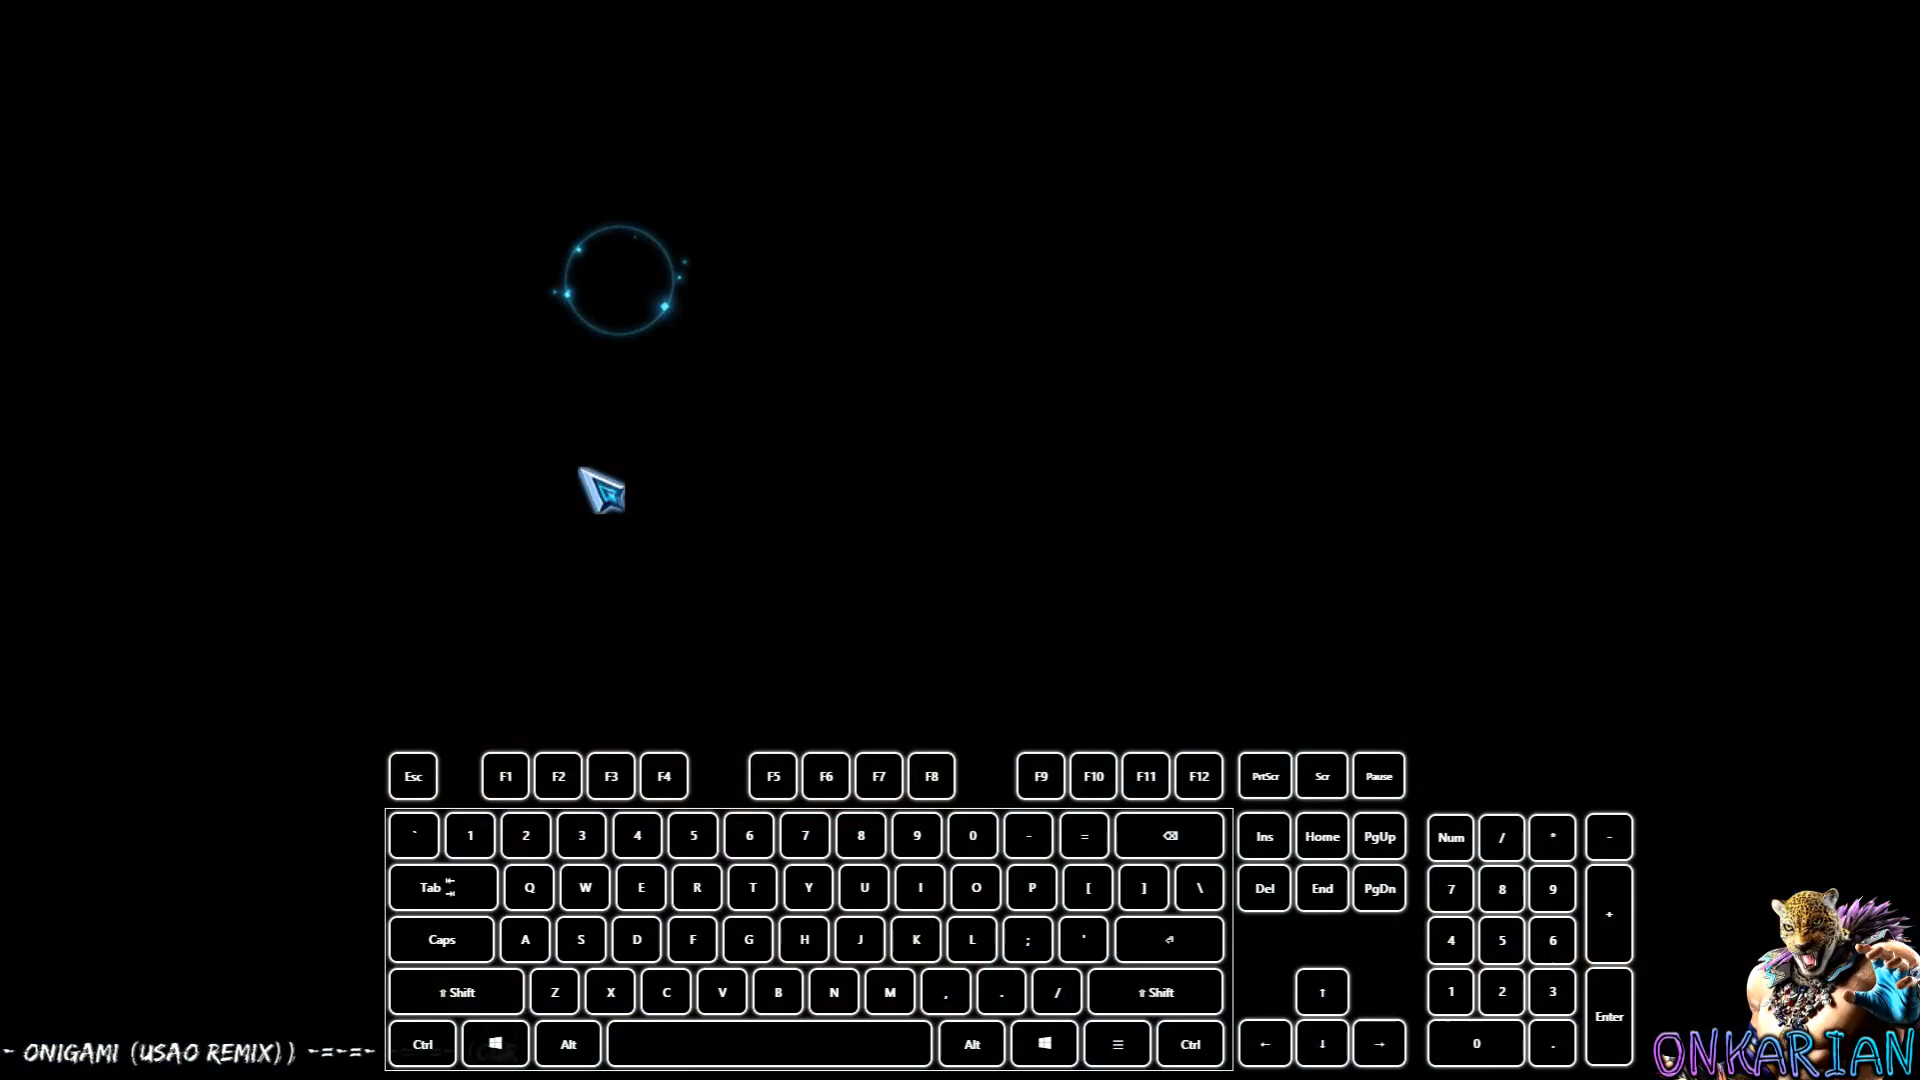 Esc F1 F2 F3 F4 F5 F6 F7 F8 F9 F10 F11 F12 PrtScr Scr Pause
` 1 2 3 4 5 6 7 8 9 0 - = ⌫ Ins Home PgUp Num / * -
Tab ⇤⇥ Q W E R T Y U I O P [ ] \ Del End PgDn 7 8 9 +
Caps A S D F G H J K L ; ' ⏎ 4 5 6
⇧ Shift Z X C V B N M , . / ⇧ Shift ↑ 1 2 3 Enter
Ctrl Alt Alt ☰ Ctrl ← ↓ → 0 .
- ONIGAMI (USAO REMIX)) -=-=-
ONKARIAN